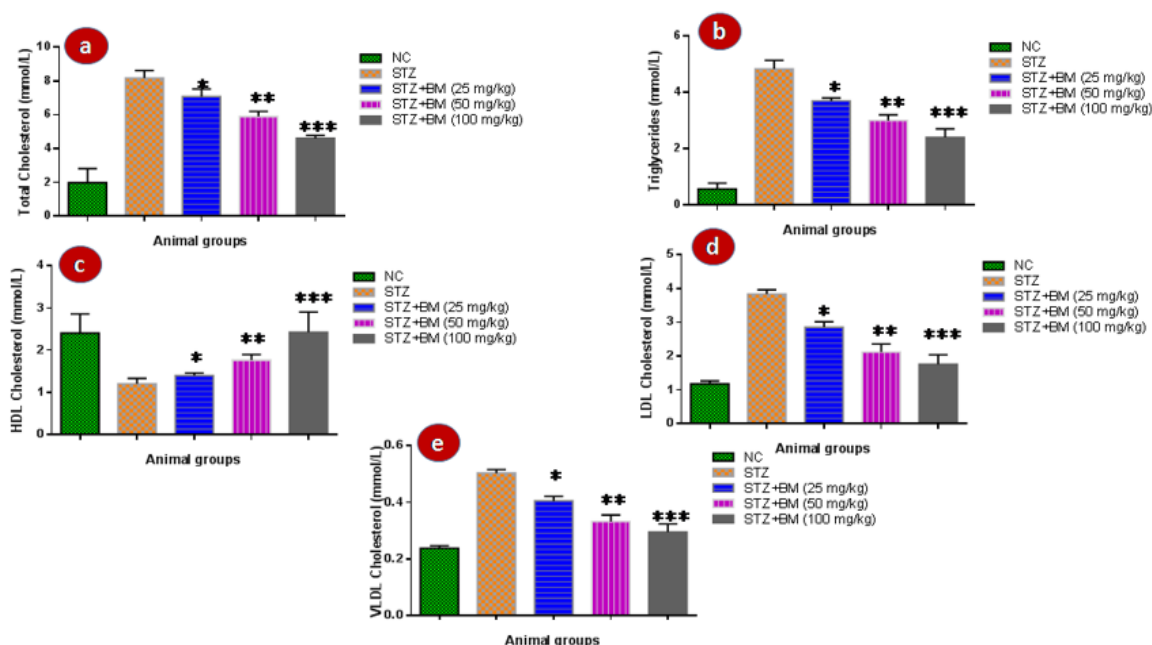 a
Total Cholesterol (mmol/L)
10
8
6
4
2
0
*
**
***
Animal groups
NC
STZ
STZ+BM (25 mg/kg)
STZ+BM (50 mg/kg)
STZ+BM (100 mg/kg)
b
Triglycerides (mmol/L)
6
4
2
0
*
**
***
Animal groups
NC
STZ
STZ+BM (25 mg/kg)
STZ+BM (50 mg/kg)
STZ+BM (100 mg/kg)
c
HDL Cholesterol (mmol/L)
4
3
2
1
0
*
**
***
Animal groups
NC
STZ
STZ+BM (25 mg/kg)
STZ+BM (50 mg/kg)
STZ+BM (100 mg/kg)
d
LDL Cholesterol (mmol/L)
5
4
3
2
1
0
*
**
***
Animal groups
NC
STZ
STZ+BM (25 mg/kg)
STZ+BM (50 mg/kg)
STZ+BM (100 mg/kg)
e
VLDL Cholesterol (mmol/L)
0.6
0.4
0.2
0.0
*
**
***
Animal groups
NC
STZ
STZ+BM (25 mg/kg)
STZ+BM (50 mg/kg)
STZ+BM (100 mg/kg)